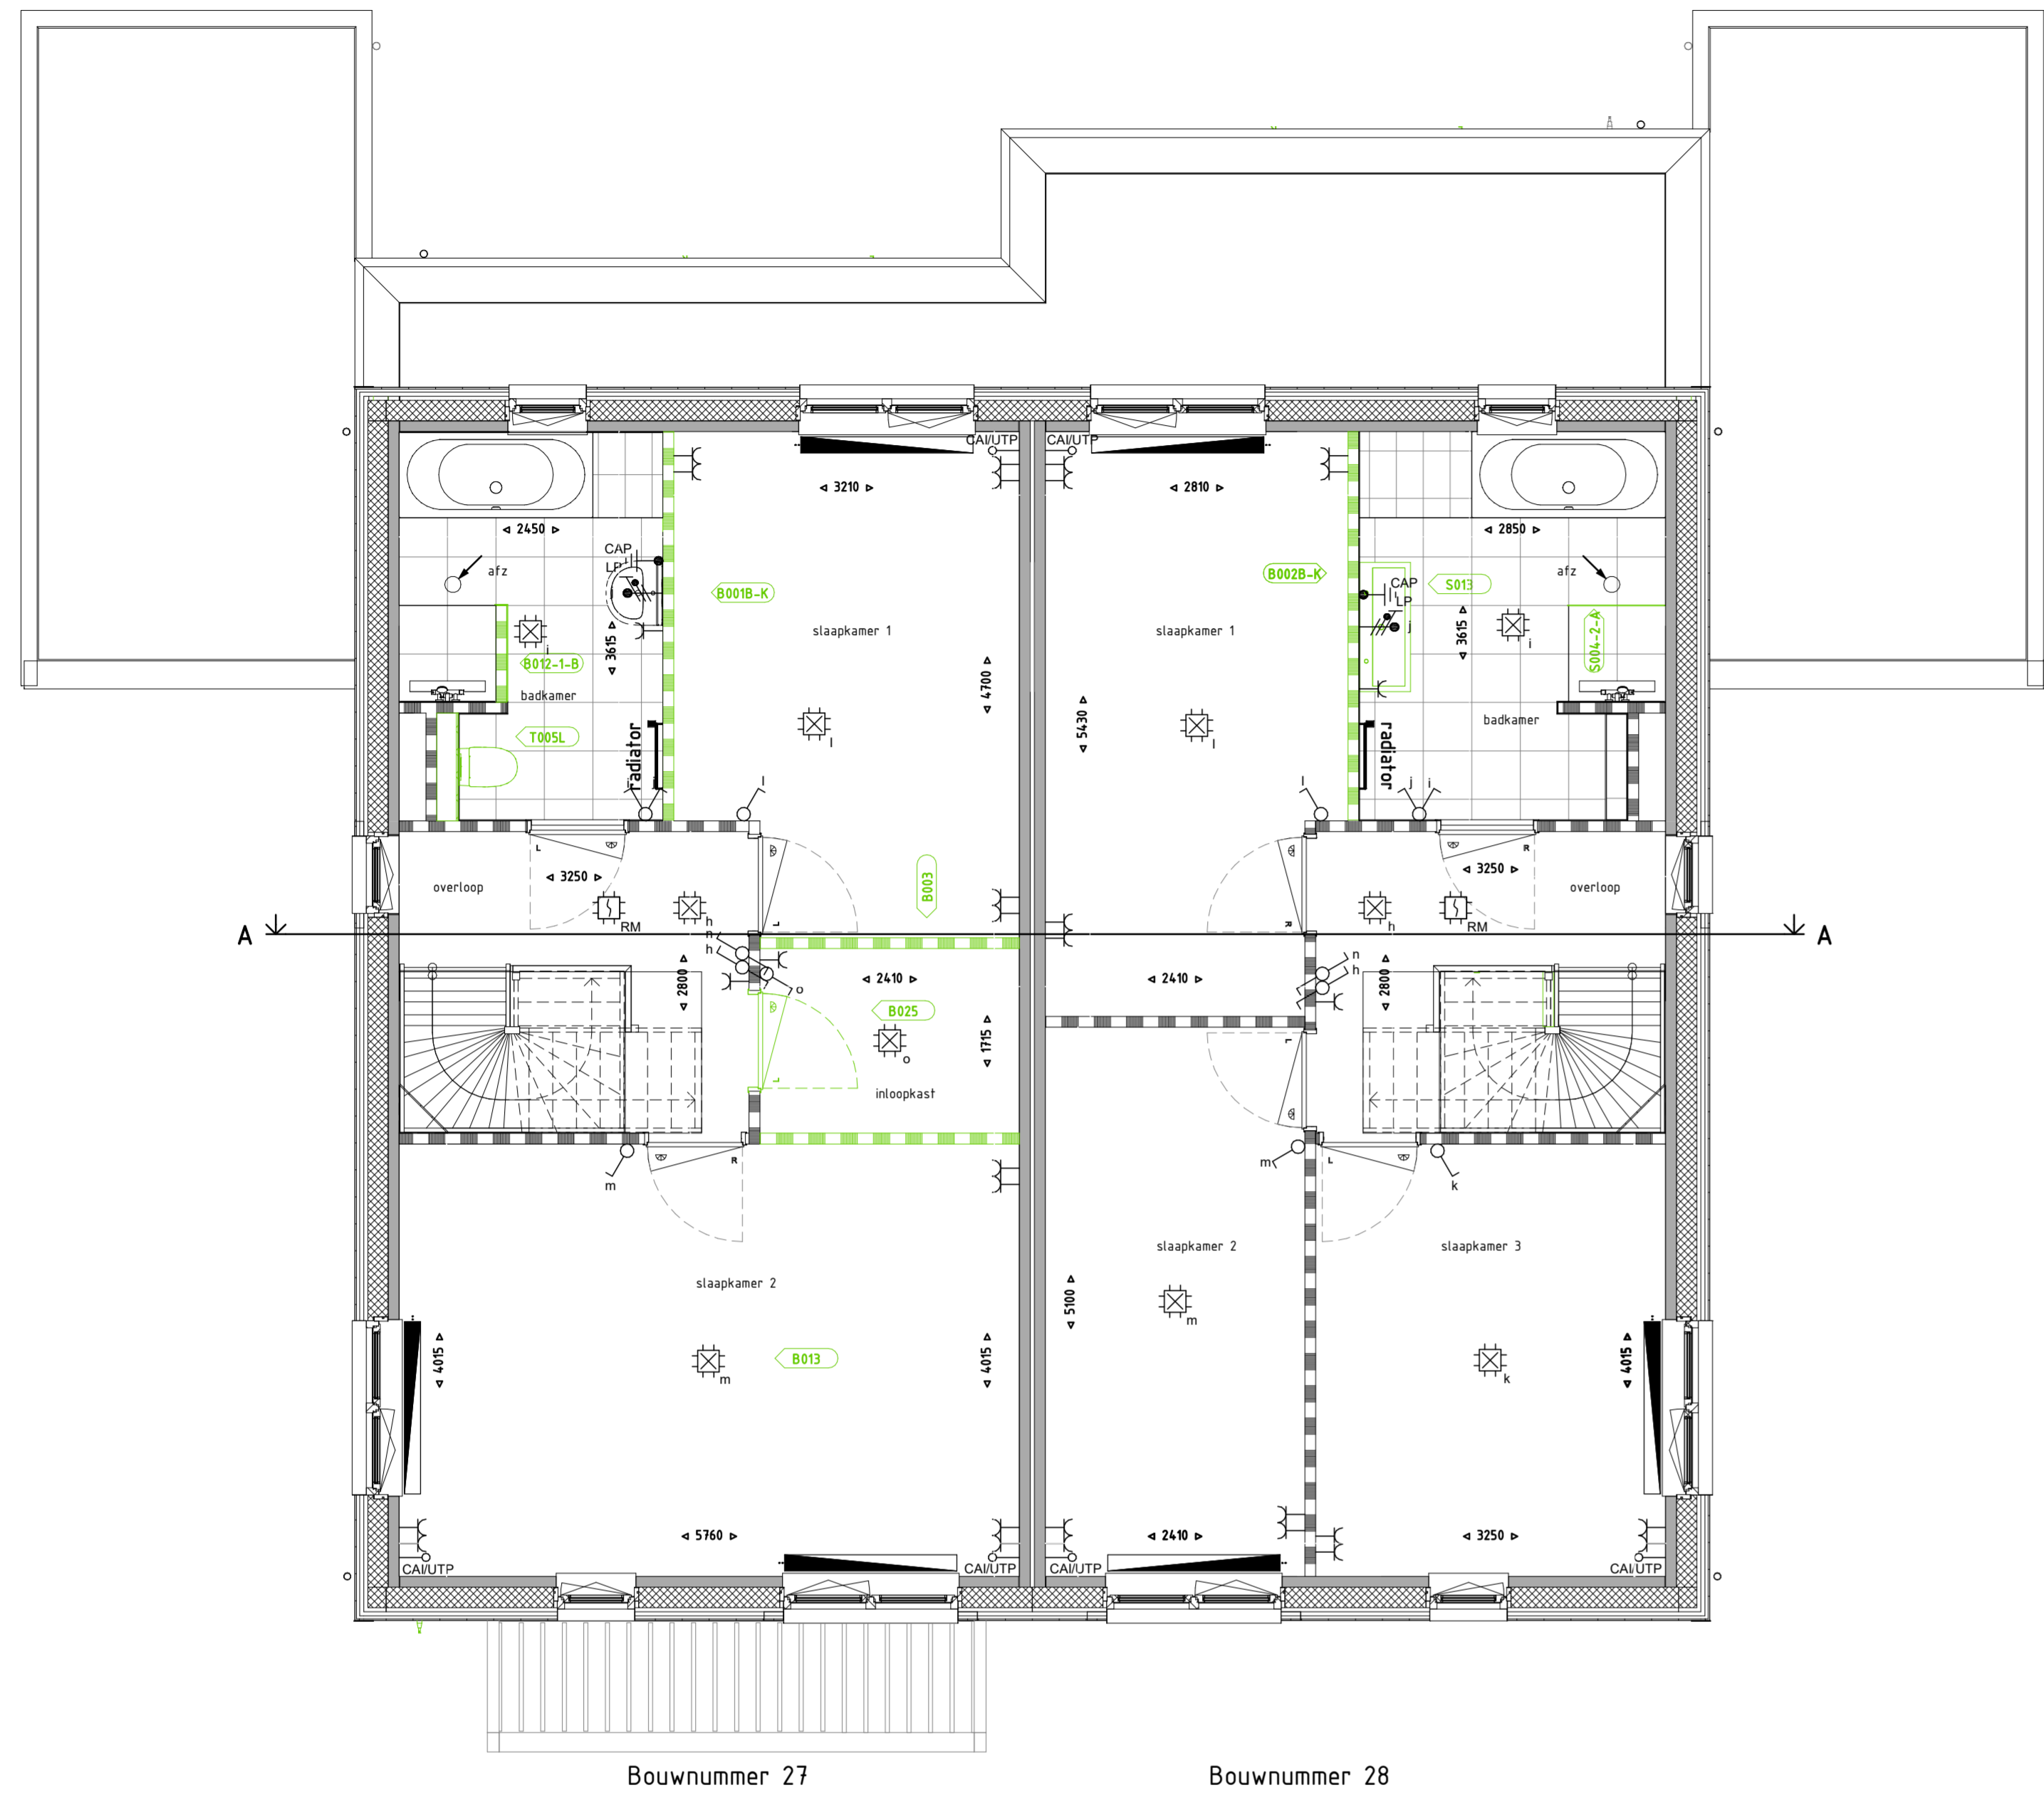 CAI/UTP CAI/UTP
3210 2810
2450 2850
CAP
LP
afz afz
B001B-K B002B-K
CAP
LP
S013
j
slaapkamer 1 slaapkamer 1
3615 3615
i i
S004-2-A
B012-1-B
badkamer badkamer
4700 5430
T005L
l l
radiator radiator
i
l l
j i
L R
3250 3250
overloop overloop
B003
RM RM
h h
L R
A A
n
h
n
h
2800 2800
2410 2410
o
B025
1715
o
L L
inloopkast
R L
m m k
slaapkamer 2 slaapkamer 2 slaapkamer 3
5100
m
4015 4015 4015
B013
m k
5760 2410 3250
CAI/UTP CAI/UTP CAI/UTP CAI/UTP
Bouwnummer 27 Bouwnummer 28